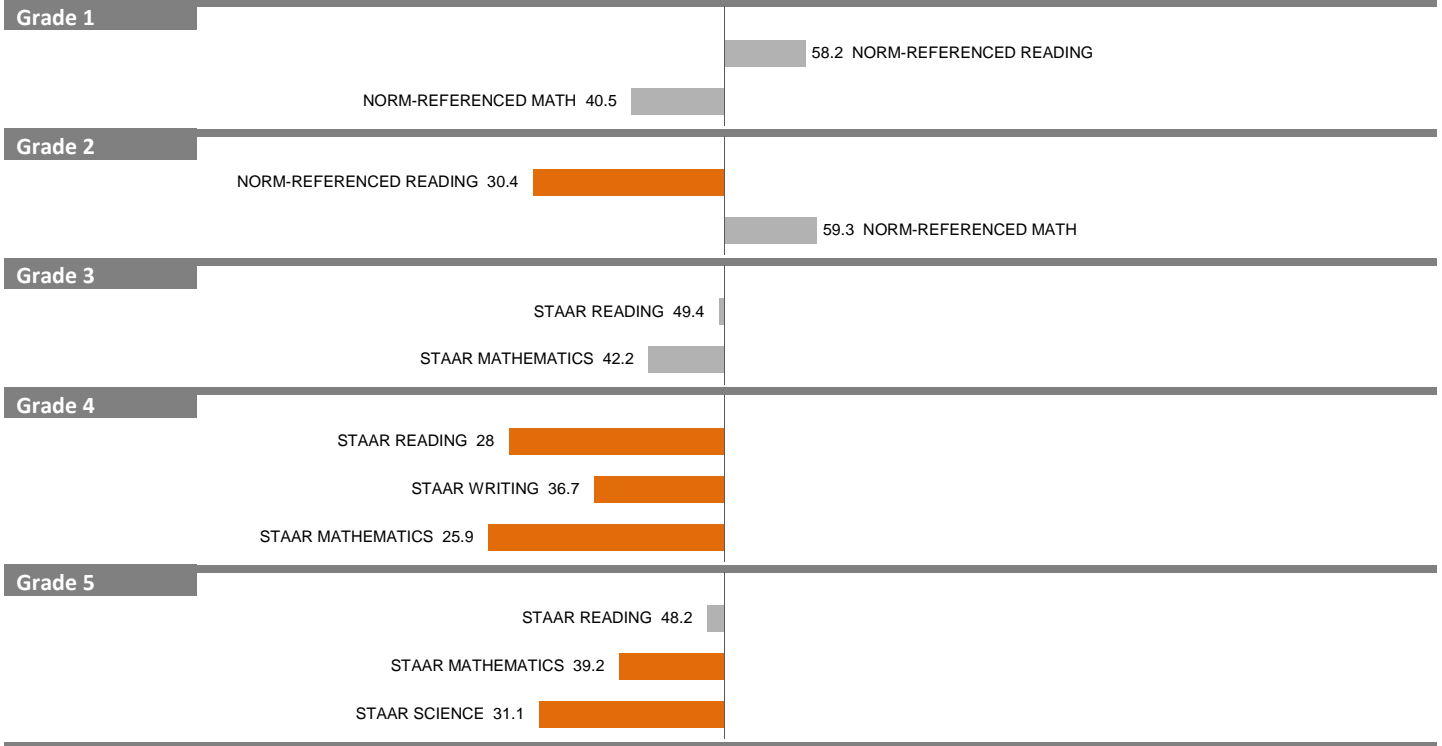 Grade 1
58.2 NORM-REFERENCED READING
NORM-REFERENCED MATH 40.5
Grade 2
NORM-REFERENCED READING 30.4
59.3 NORM-REFERENCED MATH
Grade 3
STAAR READING 49.4
STAAR MATHEMATICS 42.2
Grade 4
STAAR READING 28
STAAR WRITING 36.7
STAAR MATHEMATICS 25.9
Grade 5
STAAR READING 48.2
STAAR MATHEMATICS 39.2
STAAR SCIENCE 31.1